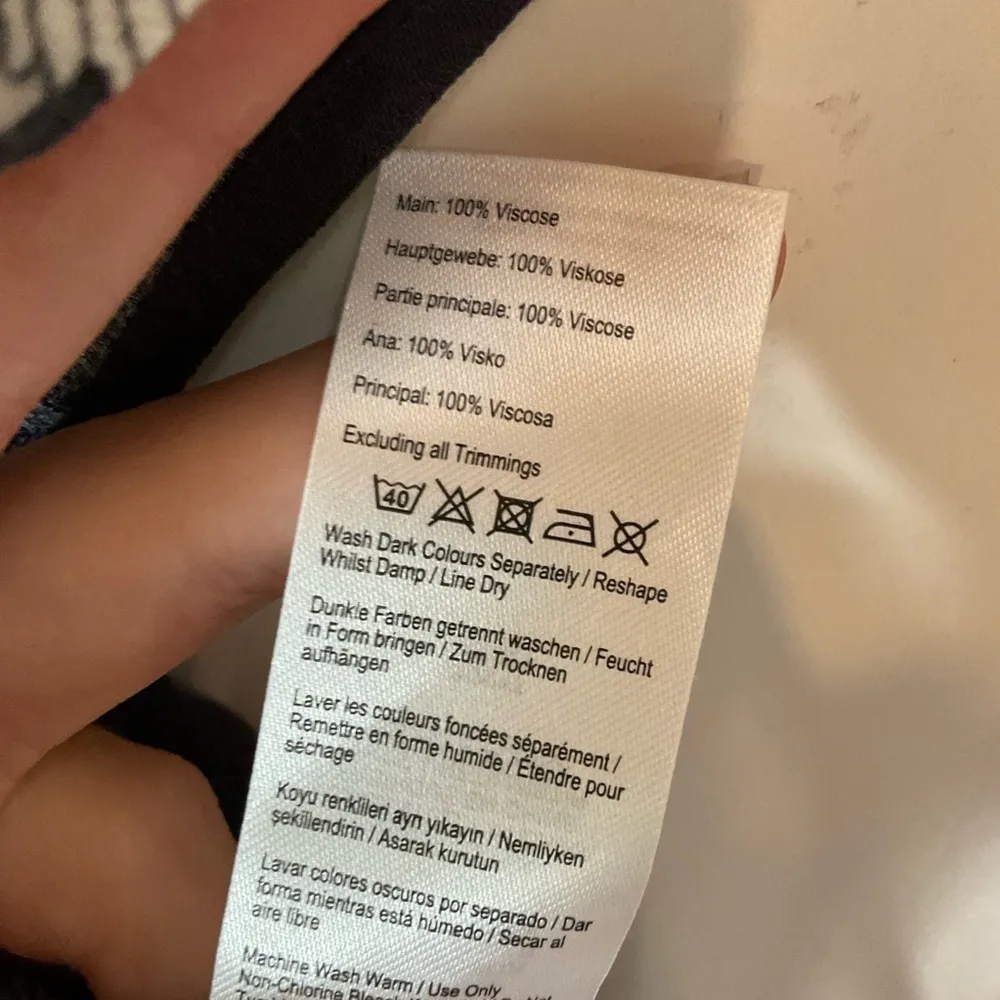 Main: 100% Viscose
Hauptgewebe: 100% Viskose
Partie principale: 100% Viscose
Ana: 100% Visko
Principal: 100% Viscosa
Excluding all Trimmings
40
Wash Dark Colours Separately / Reshape
Whilst Damp / Line Dry
Dunkle Farben getrennt waschen / Feucht
in Form bringen / Zum Trocknen
aufhängen
Laver les couleurs foncées séparément /
Remettre en forme humide / Étendre pour
séchage
Koyu renklileri ayrı yıkayın / Nemliyken
şekillendirin / Asarak kurutun
Lavar colores oscuros por separado / Dar
forma mientras está húmedo / Secar al
aire libre
Machine Wash Warm / Use Only
Non-Chlorine